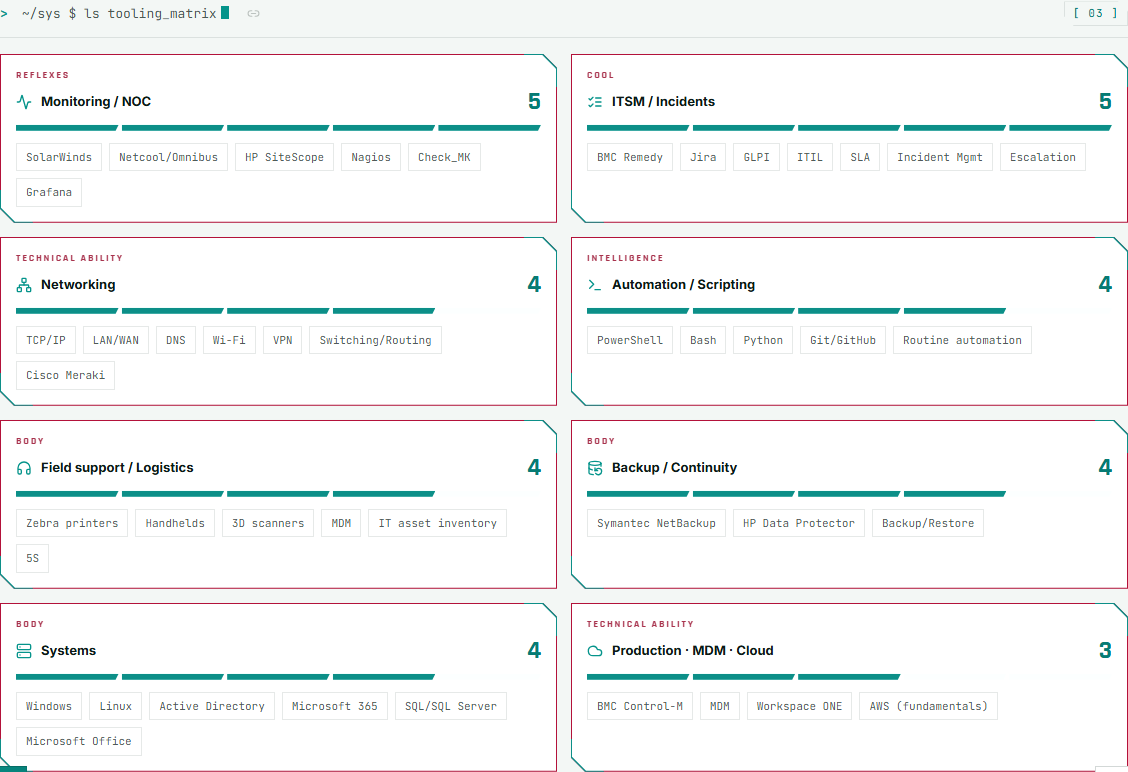 > ~/sys $ ls tooling_matrix
[ 03 ]
REFLEXES
Monitoring / NOC
5
SolarWinds Netcool/Omnibus HP SiteScope Nagios Check_MK
Grafana
COOL
ITSM / Incidents
5
BMC Remedy Jira GLPI ITIL SLA Incident Mgmt Escalation
TECHNICAL ABILITY
Networking
4
TCP/IP LAN/WAN DNS Wi-Fi VPN Switching/Routing
Cisco Meraki
INTELLIGENCE
Automation / Scripting
4
PowerShell Bash Python Git/GitHub Routine automation
BODY
Field support / Logistics
4
Zebra printers Handhelds 3D scanners MDM IT asset inventory
5S
BODY
Backup / Continuity
4
Symantec NetBackup HP Data Protector Backup/Restore
BODY
Systems
4
Windows Linux Active Directory Microsoft 365 SQL/SQL Server
Microsoft Office
TECHNICAL ABILITY
Production · MDM · Cloud
3
BMC Control-M MDM Workspace ONE AWS (fundamentals)